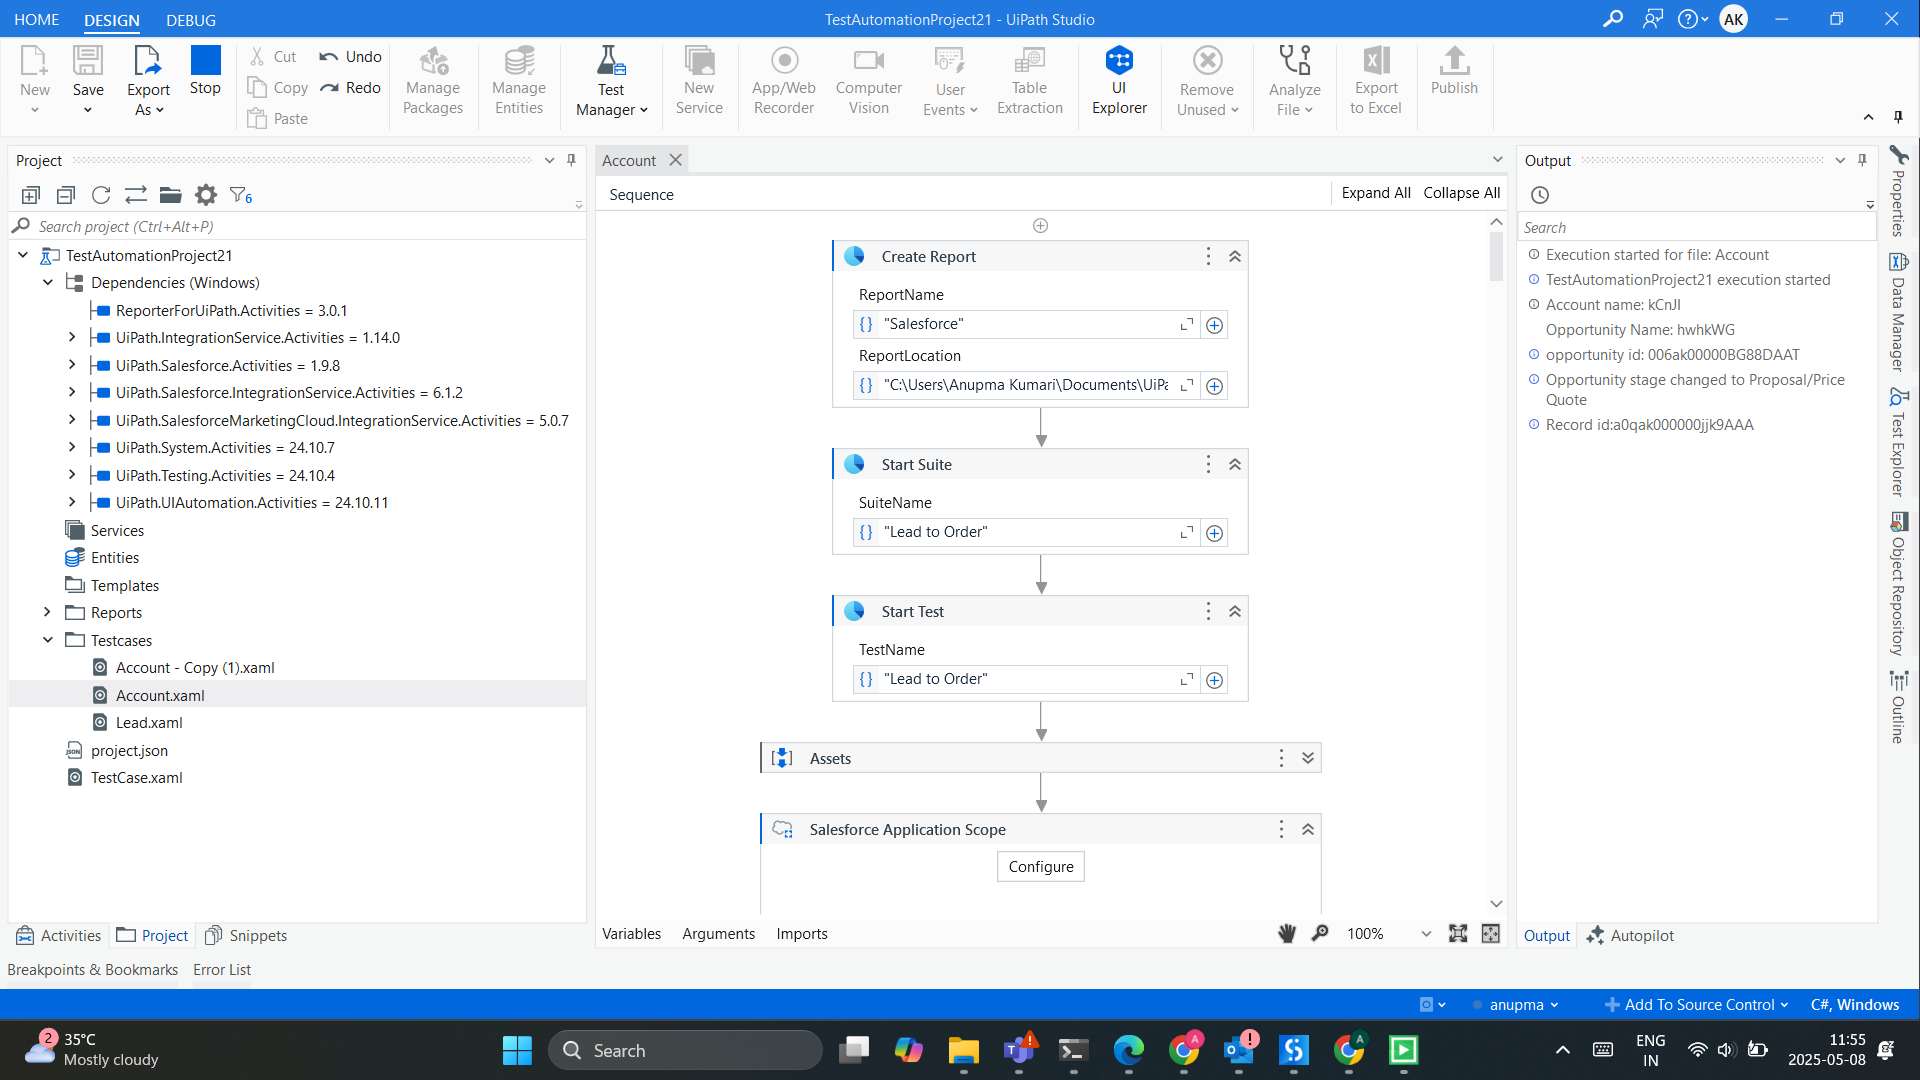 HOME
DESIGN
DEBUG
TestAutomationProject21 - UiPath Studio
AK
New
Save
Export As
Stop
Cut
Copy
Paste
Undo
Redo
Manage Packages
Manage Entities
Test Manager
New Service
App/Web Recorder
Computer Vision
User Events
Table Extraction
UI Explorer
Remove Unused
Analyze File
Export to Excel
Publish
Project
6
Search project (Ctrl+Alt+P)
TestAutomationProject21
Dependencies (Windows)
ReporterForUiPath.Activities = 3.0.1
UiPath.IntegrationService.Activities = 1.14.0
UiPath.Salesforce.Activities = 1.9.8
UiPath.Salesforce.IntegrationService.Activities = 6.1.2
UiPath.SalesforceMarketingCloud.IntegrationService.Activities = 5.0.7
UiPath.System.Activities = 24.10.7
UiPath.Testing.Activities = 24.10.4
UiPath.UIAutomation.Activities = 24.10.11
Services
Entities
Templates
Reports
Testcases
Account - Copy (1).xaml
Account.xaml
Lead.xaml
JSON
project.json
TestCase.xaml
Activities
Project
Snippets
Breakpoints & Bookmarks
Error List
Account
Sequence
Expand All
Collapse All
Create Report
ReportName
{} "Salesforce"
ReportLocation
{} "C:\Users\Anupma Kumari\Documents\UiPa
Start Suite
SuiteName
{} "Lead to Order"
Start Test
TestName
{} "Lead to Order"
Assets
Salesforce Application Scope
Configure
Variables
Arguments
Imports
100%
Output
Search
Execution started for file: Account
TestAutomationProject21 execution started
Account name: kCnJl
Opportunity Name: hwhkWG
opportunity id: 006ak00000BG88DAAT
Opportunity stage changed to Proposal/Price
Quote
Record id:a0qak000000jjk9AAA
Output
Autopilot
Properties
Data Manager
Test Explorer
Object Repository
Outline
anupma
Add To Source Control
C#, Windows
2
35°C
Mostly cloudy
Search
A
A
ENG
IN
11:55
2025-05-08